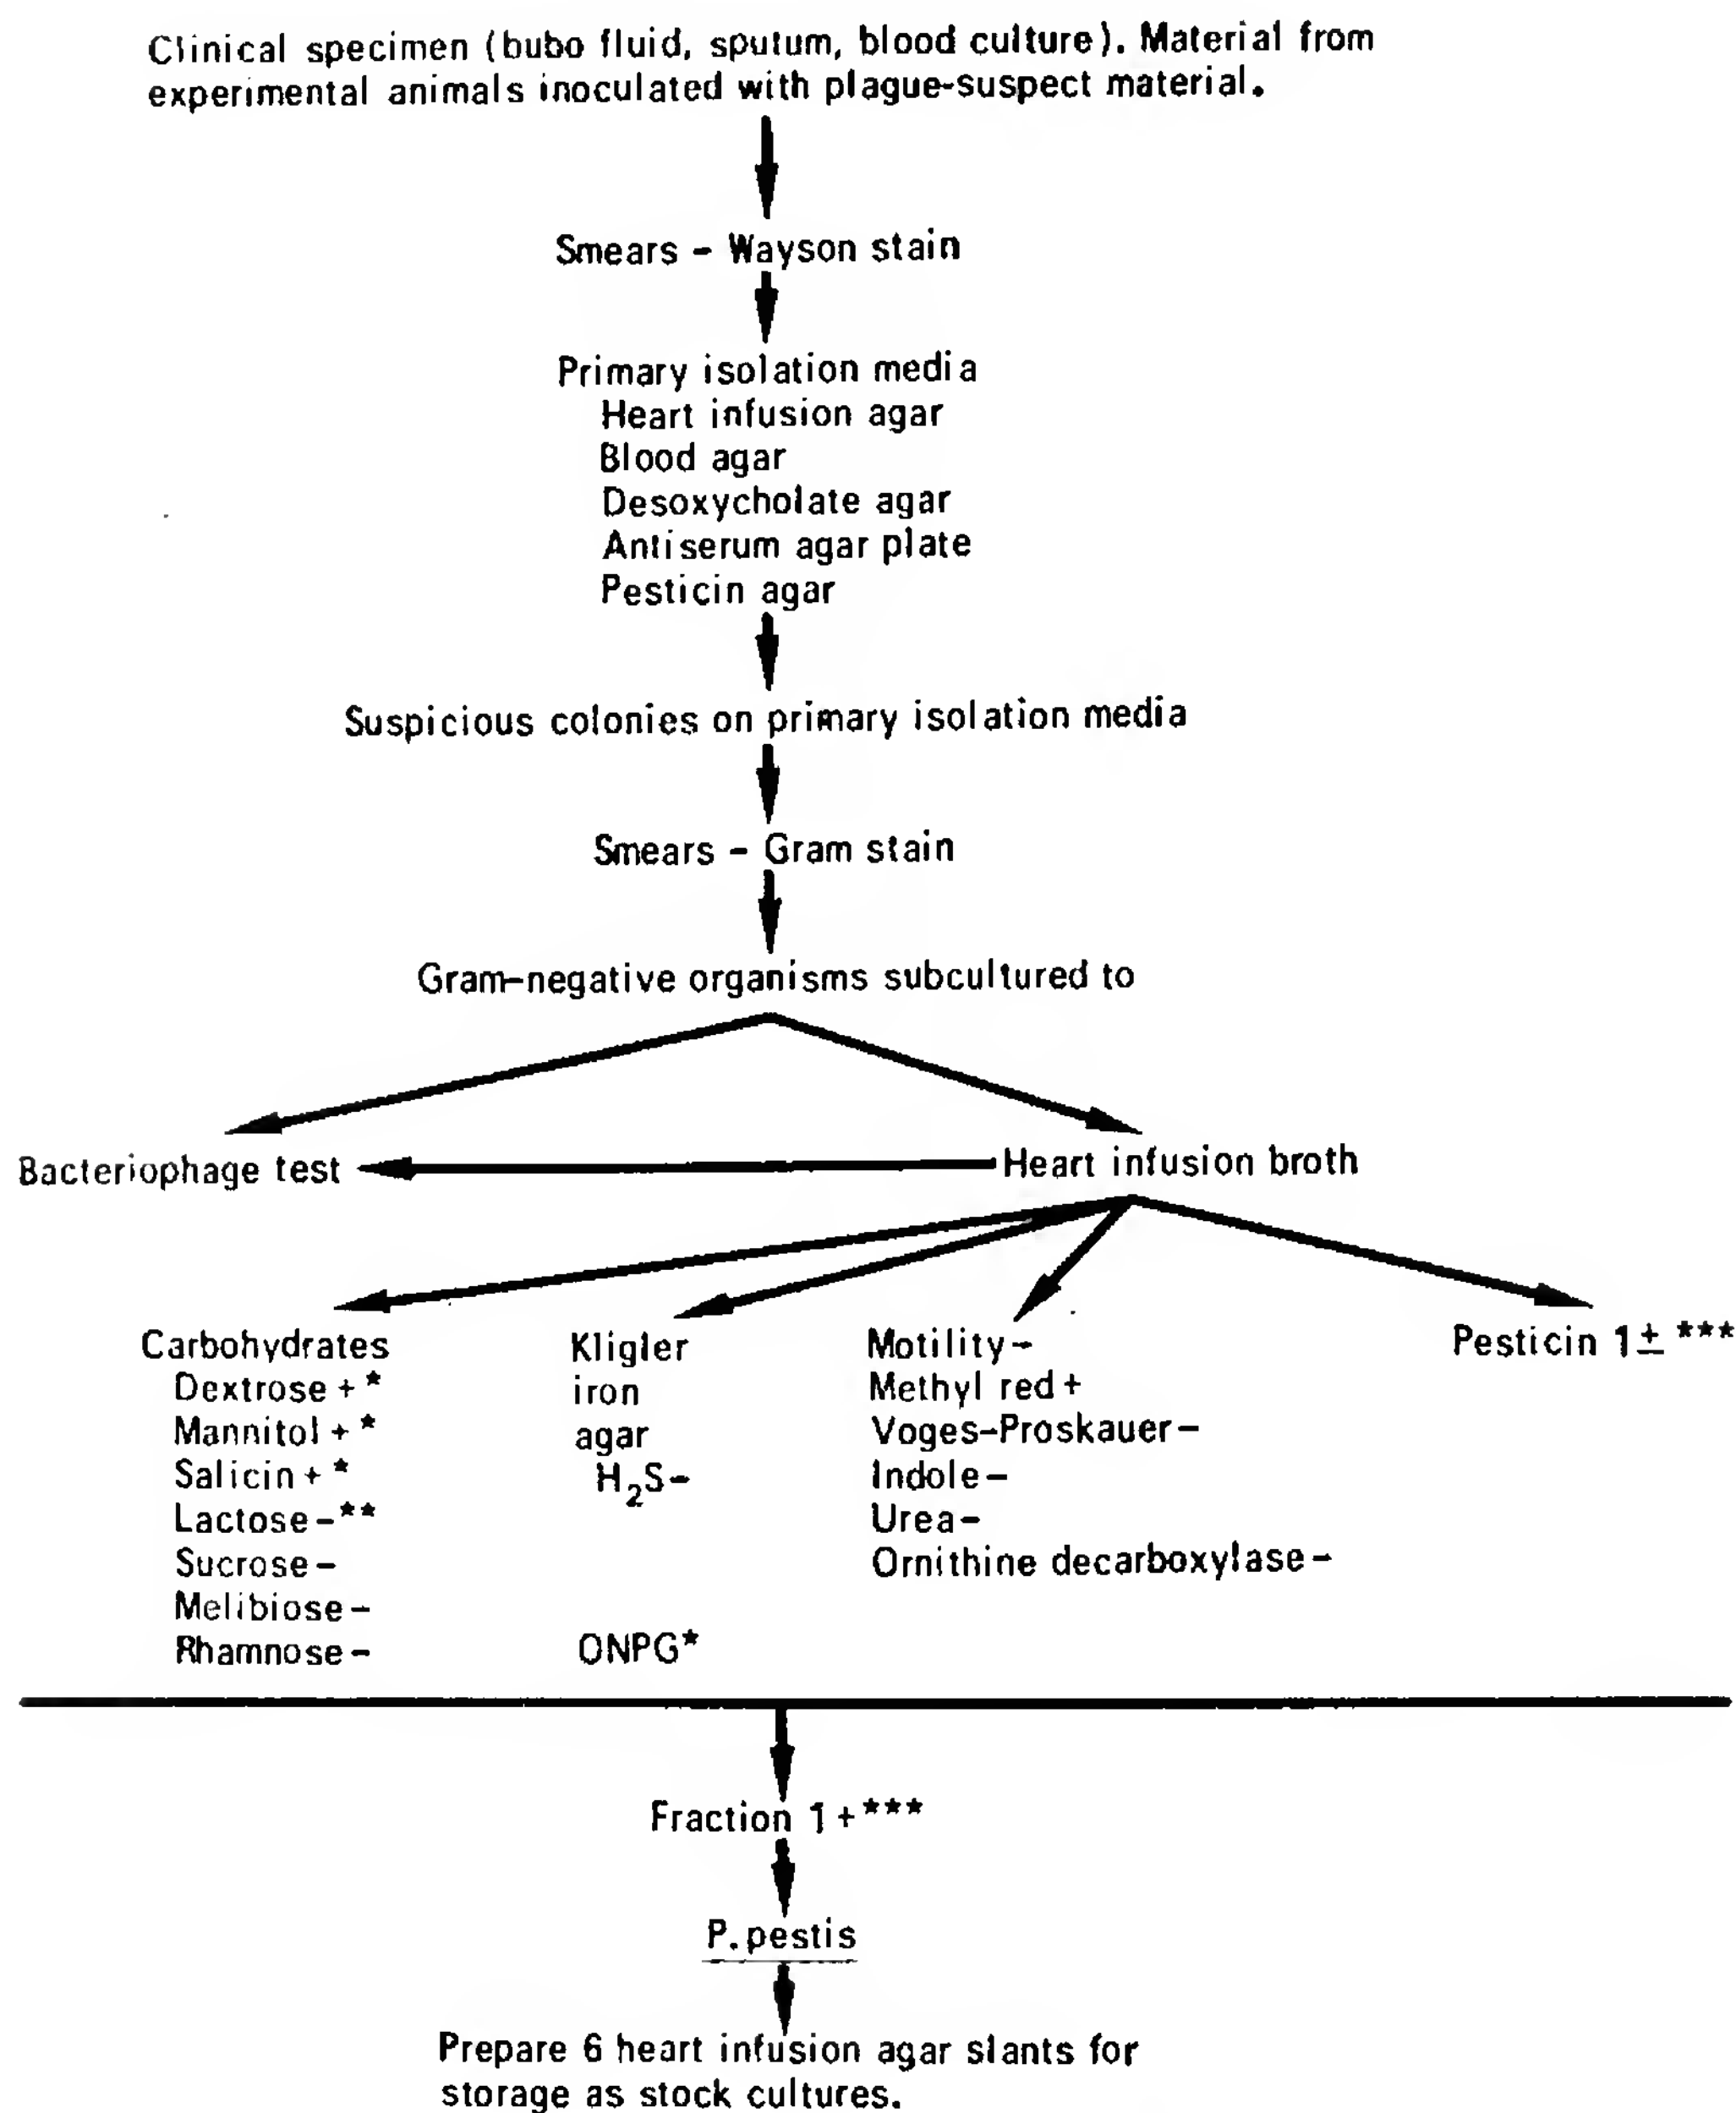 Clinical specimen (bubo fluid, sputum, blood culture). Material from
experimental animals inoculated with plague-suspect material.
Smears - Wayson stain
Primary isolation media
Heart infusion agar
Blood agar
Desoxycholate agar
Antiserum agar plate
Pesticin agar
Suspicious colonies on primary isolation media
Smears - Gram stain
Gram-negative organisms subcultured to
Bacteriophage test
Heart infusion broth
Carbohydrates
Dextrose + *
Mannitol + *
Salicin + *
Lactose -**
Sucrose -
Melibiose -
Rhamnose -
Kligler
iron
agar
H₂S-
ONPG*
Motility-
Methyl red+
Voges-Proskauer-
Indole-
Urea-
Ornithine decarboxylase-
Pesticin 1± ***
Fraction 1+***
P. pestis
Prepare 6 heart infusion agar slants for
storage as stock cultures.